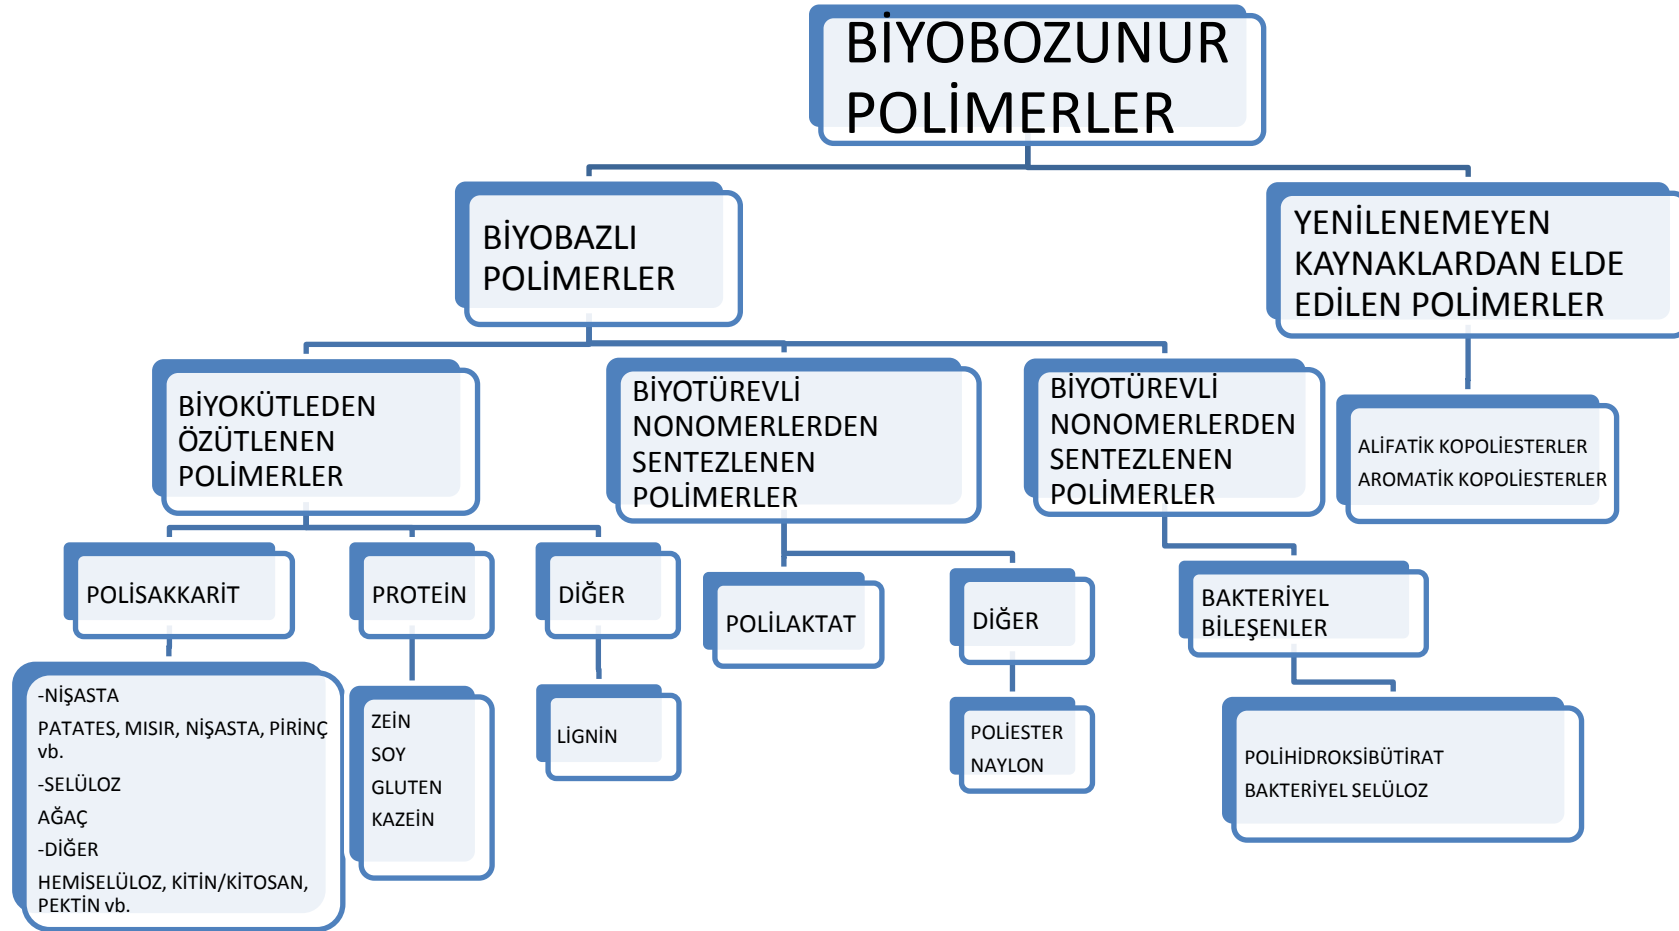 BİYOBOZUNUR
POLİMERLER
BİYOBAZLI
POLİMERLER
YENİLENEMEYEN
KAYNAKLARDAN ELDE
EDİLEN POLİMERLER
BİYOKÜTLEDEN
ÖZÜTLENEN
POLİMERLER
BİYOTÜREVLİ
NONOMERLERDEN
SENTEZLENEN
POLİMERLER
BİYOTÜREVLİ
NONOMERLERDEN
SENTEZLENEN
POLİMERLER
ALİFATİK KOPOLİESTERLER
AROMATİK KOPOLİESTERLER
POLİSAKKARİT
PROTEİN
DİĞER
POLİLAKTAT
DİĞER
BAKTERİYEL
BİLEŞENLER
-NİŞASTA
PATATES, MISIR, NİŞASTA, PİRİNÇ
vb.
-SELÜLOZ
AĞAÇ
-DİĞER
HEMİSELÜLOZ, KİTİN/KİTOSAN,
PEKTİN vb.
ZEİN
SOY
GLUTEN
KAZEİN
LİGNİN
POLİESTER
NAYLON
POLİHİDROKSİBÜTİRAT
BAKTERİYEL SELÜLOZ